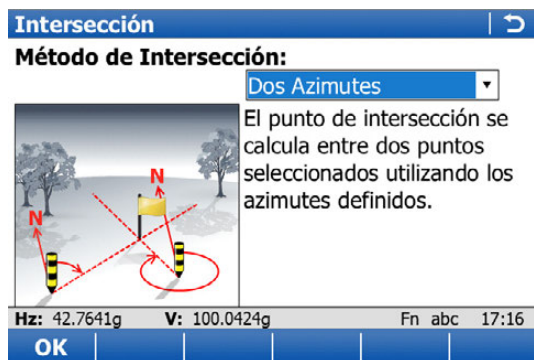 Intersección
Método de Intersección:
Dos Azimutes
El punto de intersección se
calcula entre dos puntos
seleccionados utilizando los
azimutes definidos.
N
N
Hz: 42.7641g V: 100.0424g Fn abc 17:16
OK